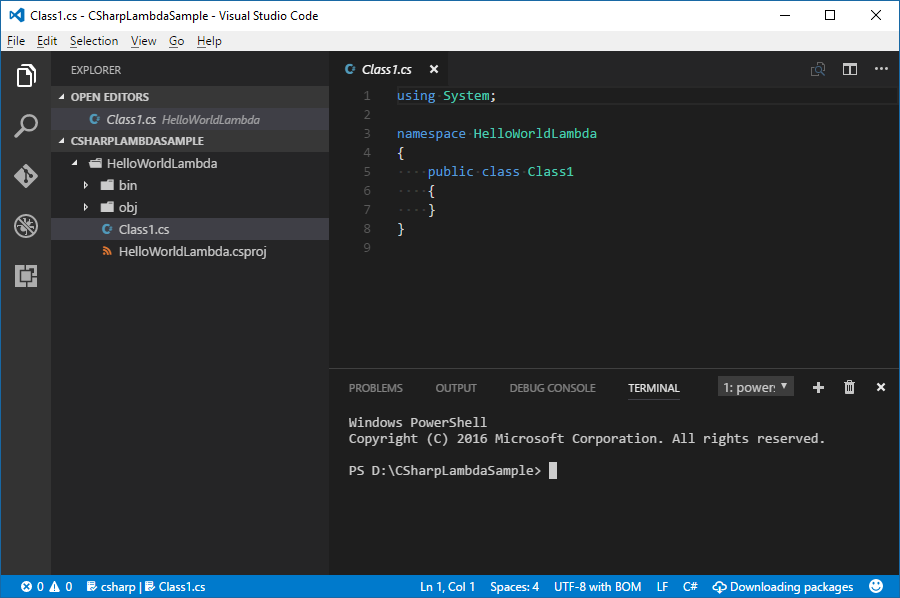 Class1.cs - CSharpLambdaSample - Visual Studio Code
File Edit Selection View Go Help
EXPLORER
OPEN EDITORS
Class1.cs HelloWorldLambda
CSHARPLAMBDASAMPLE
HelloWorldLambda
bin
obj
Class1.cs
HelloWorldLambda.csproj
Class1.cs
1 using System;
2
3 namespace HelloWorldLambda
4 {
5 public class Class1
6 {
7 }
8 }
9
PROBLEMS OUTPUT DEBUG CONSOLE TERMINAL 1: power:
Windows PowerShell
Copyright (C) 2016 Microsoft Corporation. All rights reserved.
PS D:\CSharpLambdaSample>
0 0 csharp | Class1.cs Ln 1, Col 1 Spaces: 4 UTF-8 with BOM LF C# Downloading packages